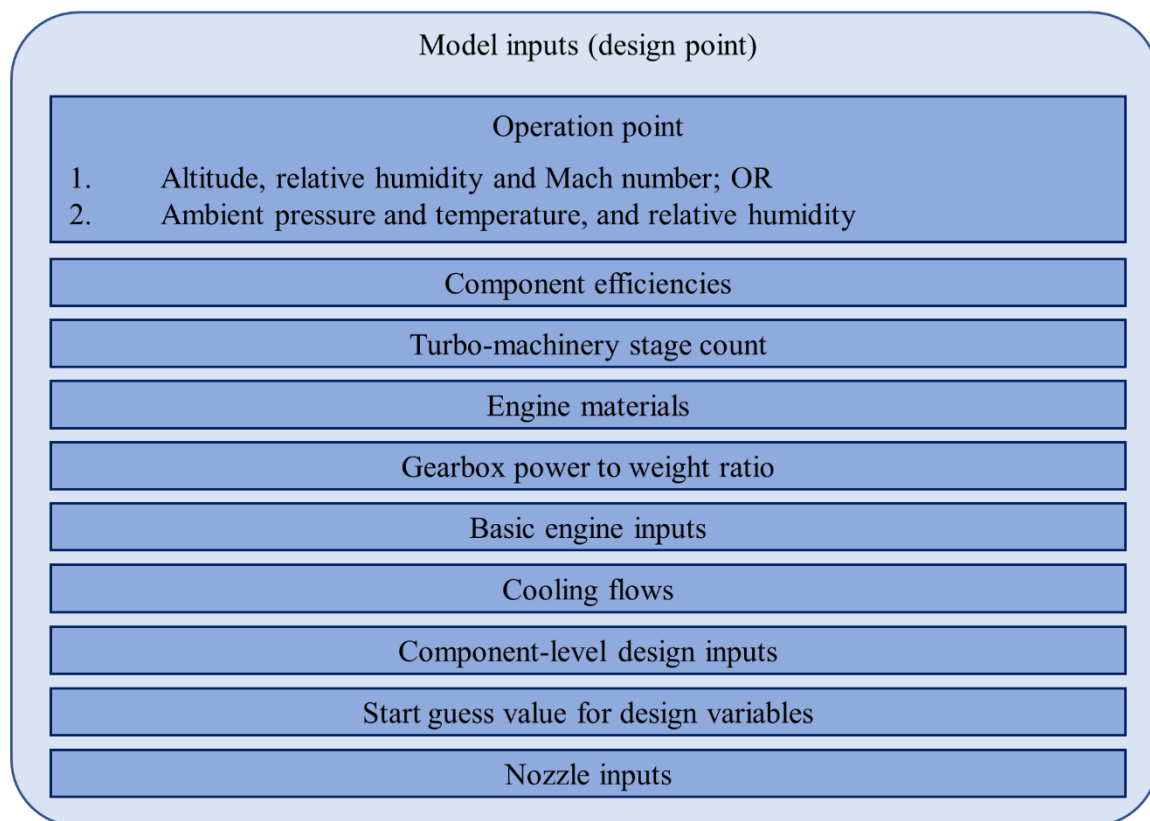 Model inputs (design point)
Operation point
1. Altitude, relative humidity and Mach number; OR
2. Ambient pressure and temperature, and relative humidity
Component efficiencies
Turbo-machinery stage count
Engine materials
Gearbox power to weight ratio
Basic engine inputs
Cooling flows
Component-level design inputs
Start guess value for design variables
Nozzle inputs